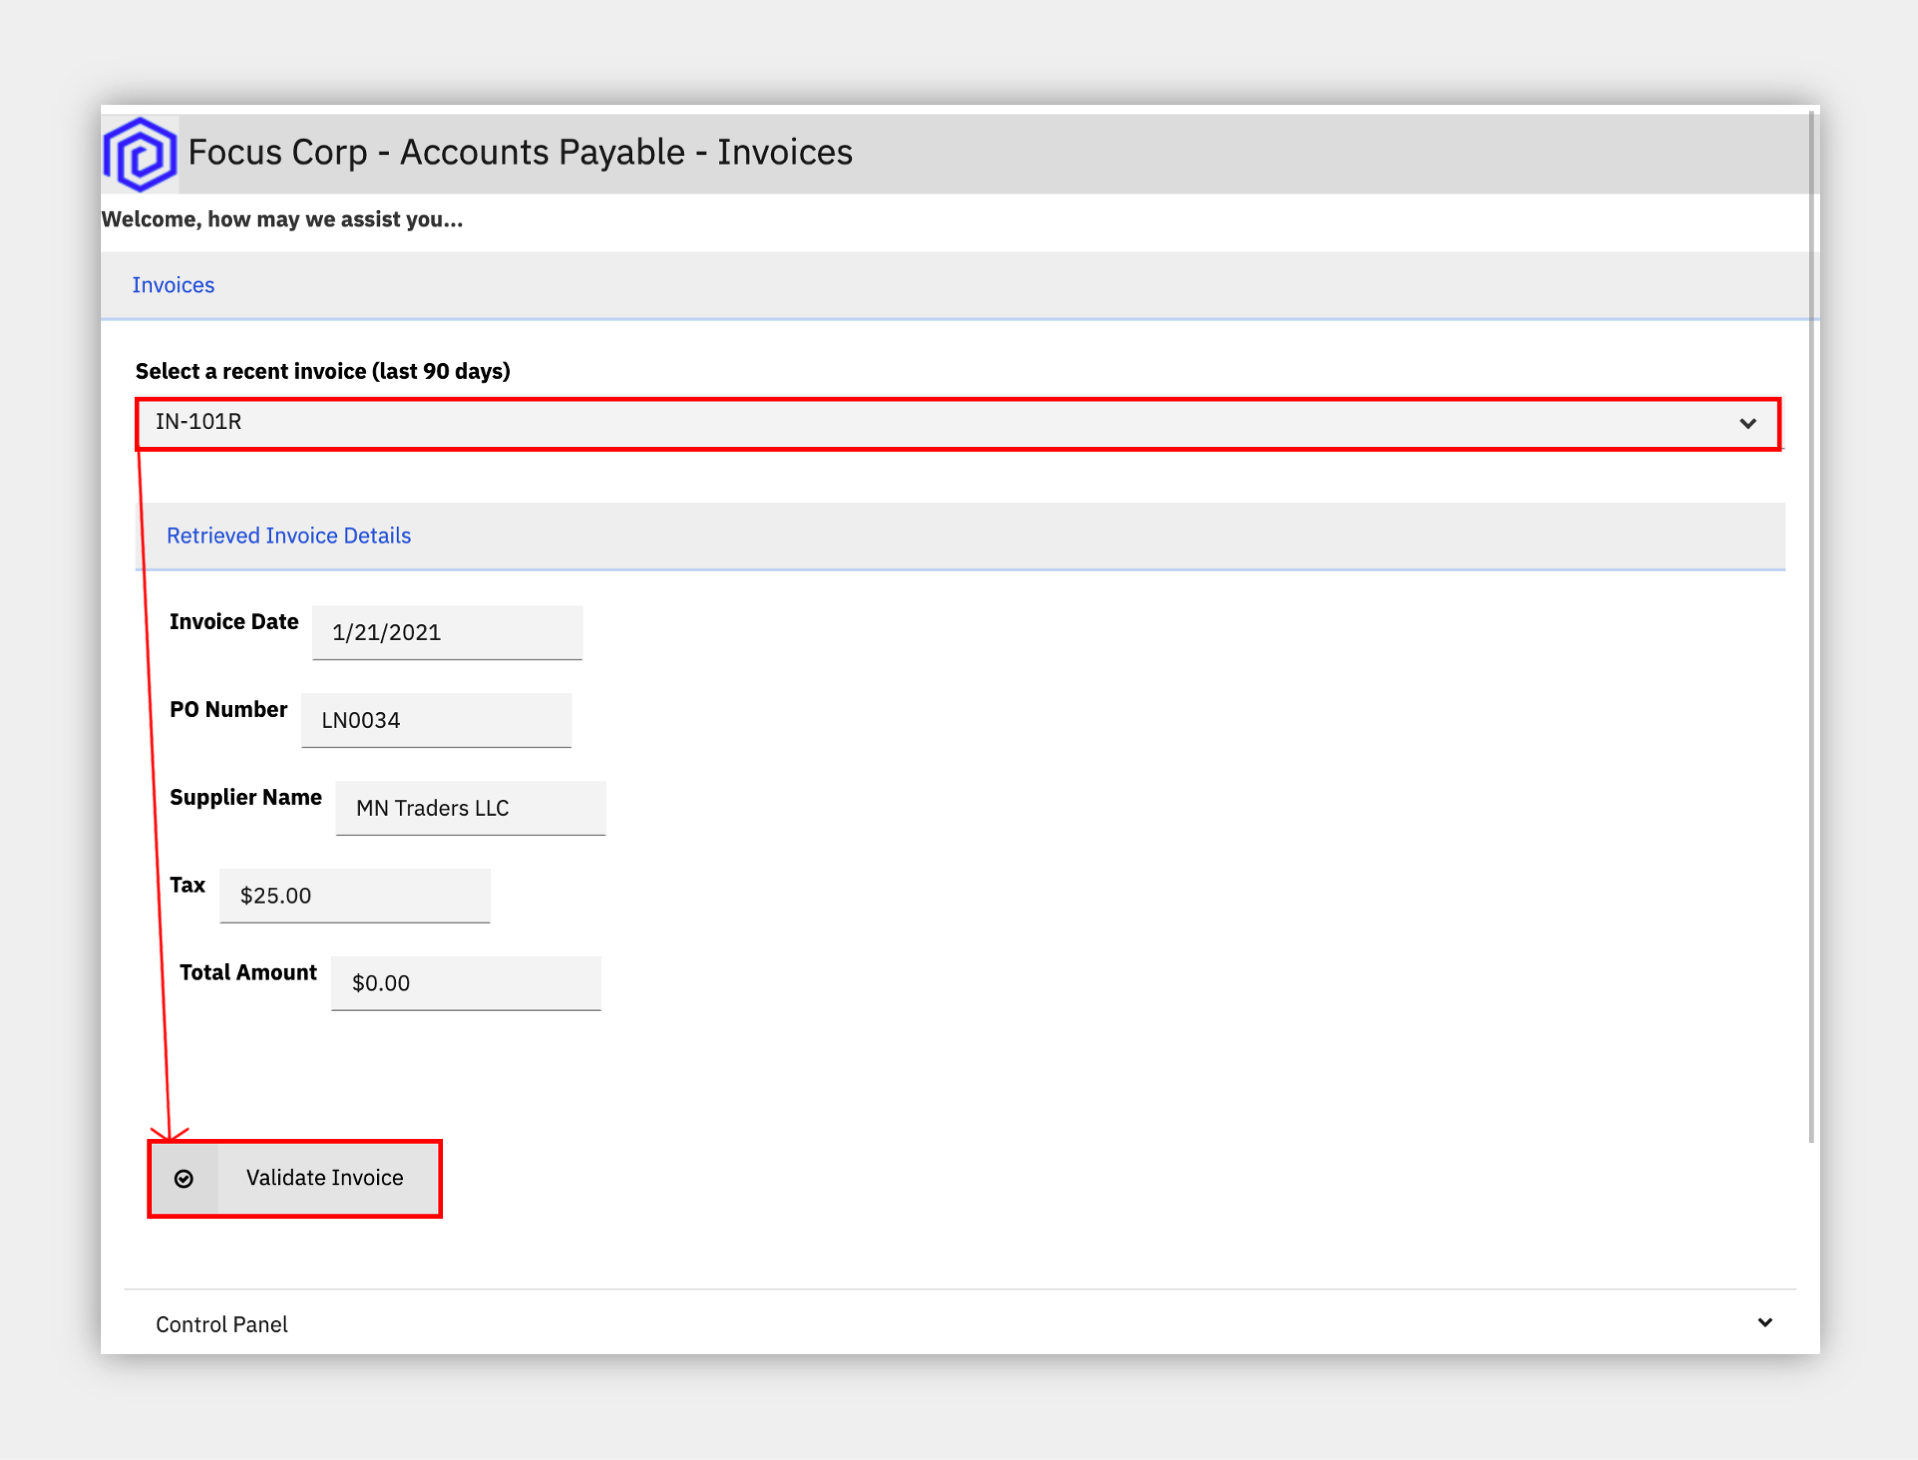 Focus Corp - Accounts Payable - Invoices
Welcome, how may we assist you...
Invoices
Select a recent invoice (last 90 days)
IN-101R
Retrieved Invoice Details
Invoice Date 1/21/2021
PO Number LN0034
Supplier Name MN Traders LLC
Tax $25.00
Total Amount $0.00
Validate Invoice
Control Panel